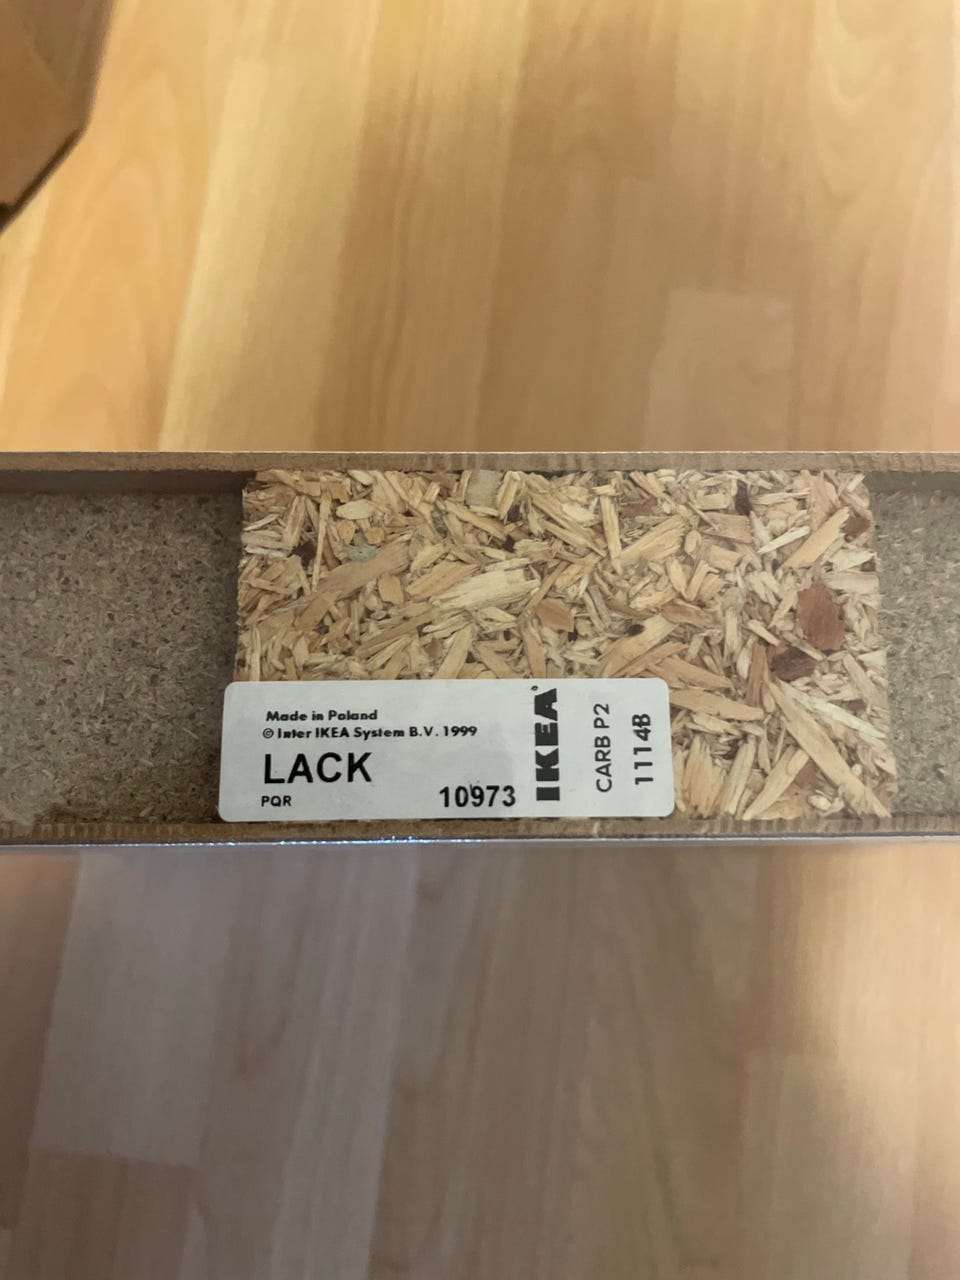 Made in Poland
© Inter IKEA System B.V. 1999
LACK
PQR
10973
IKEA
CARB P2
1114B